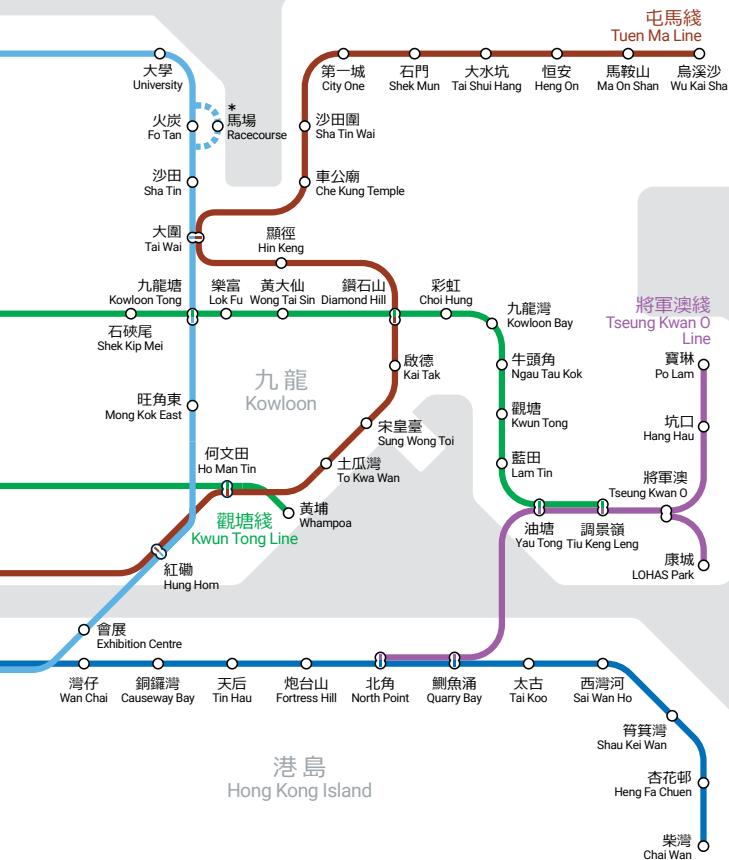 屯馬綫
Tuen Ma Line
大學
University
第一城
City One
石門
Shek Mun
大水坑
Tai Shui Hang
恒安
Heng On
馬鞍山
Ma On Shan
烏溪沙
Wu Kai Sha
火炭
Fo Tan
*
馬場
Racecourse
沙田圍
Sha Tin Wai
沙田
Sha Tin
車公廟
Che Kung Temple
大圍
Tai Wai
顯徑
Hin Keng
九龍塘
Kowloon Tong
樂富
Lok Fu
黃大仙
Wong Tai Sin
鑽石山
Diamond Hill
彩虹
Choi Hung
九龍灣
Kowloon Bay
石硤尾
Shek Kip Mei
將軍澳綫
Tseung Kwan O
Line
寶琳
Po Lam
啟德
Kai Tak
牛頭角
Ngau Tau Kok
九龍
Kowloon
旺角東
Mong Kok East
觀塘
Kwun Tong
坑口
Hang Hau
宋皇臺
Sung Wong Toi
何文田
Ho Man Tin
土瓜灣
To Kwa Wan
藍田
Lam Tin
將軍澳
Tseung Kwan O
觀塘綫
Kwun Tong Line
黃埔
Whampoa
油塘
Yau Tong
調景嶺
Tiu Keng Leng
康城
LOHAS Park
紅磡
Hung Hom
會展
Exhibition Centre
灣仔
Wan Chai
銅鑼灣
Causeway Bay
天后
Tin Hau
炮台山
Fortress Hill
北角
North Point
鰂魚涌
Quarry Bay
太古
Tai Koo
西灣河
Sai Wan Ho
筲箕灣
Shau Kei Wan
港島
Hong Kong Island
杏花邨
Heng Fa Chuen
柴灣
Chai Wan